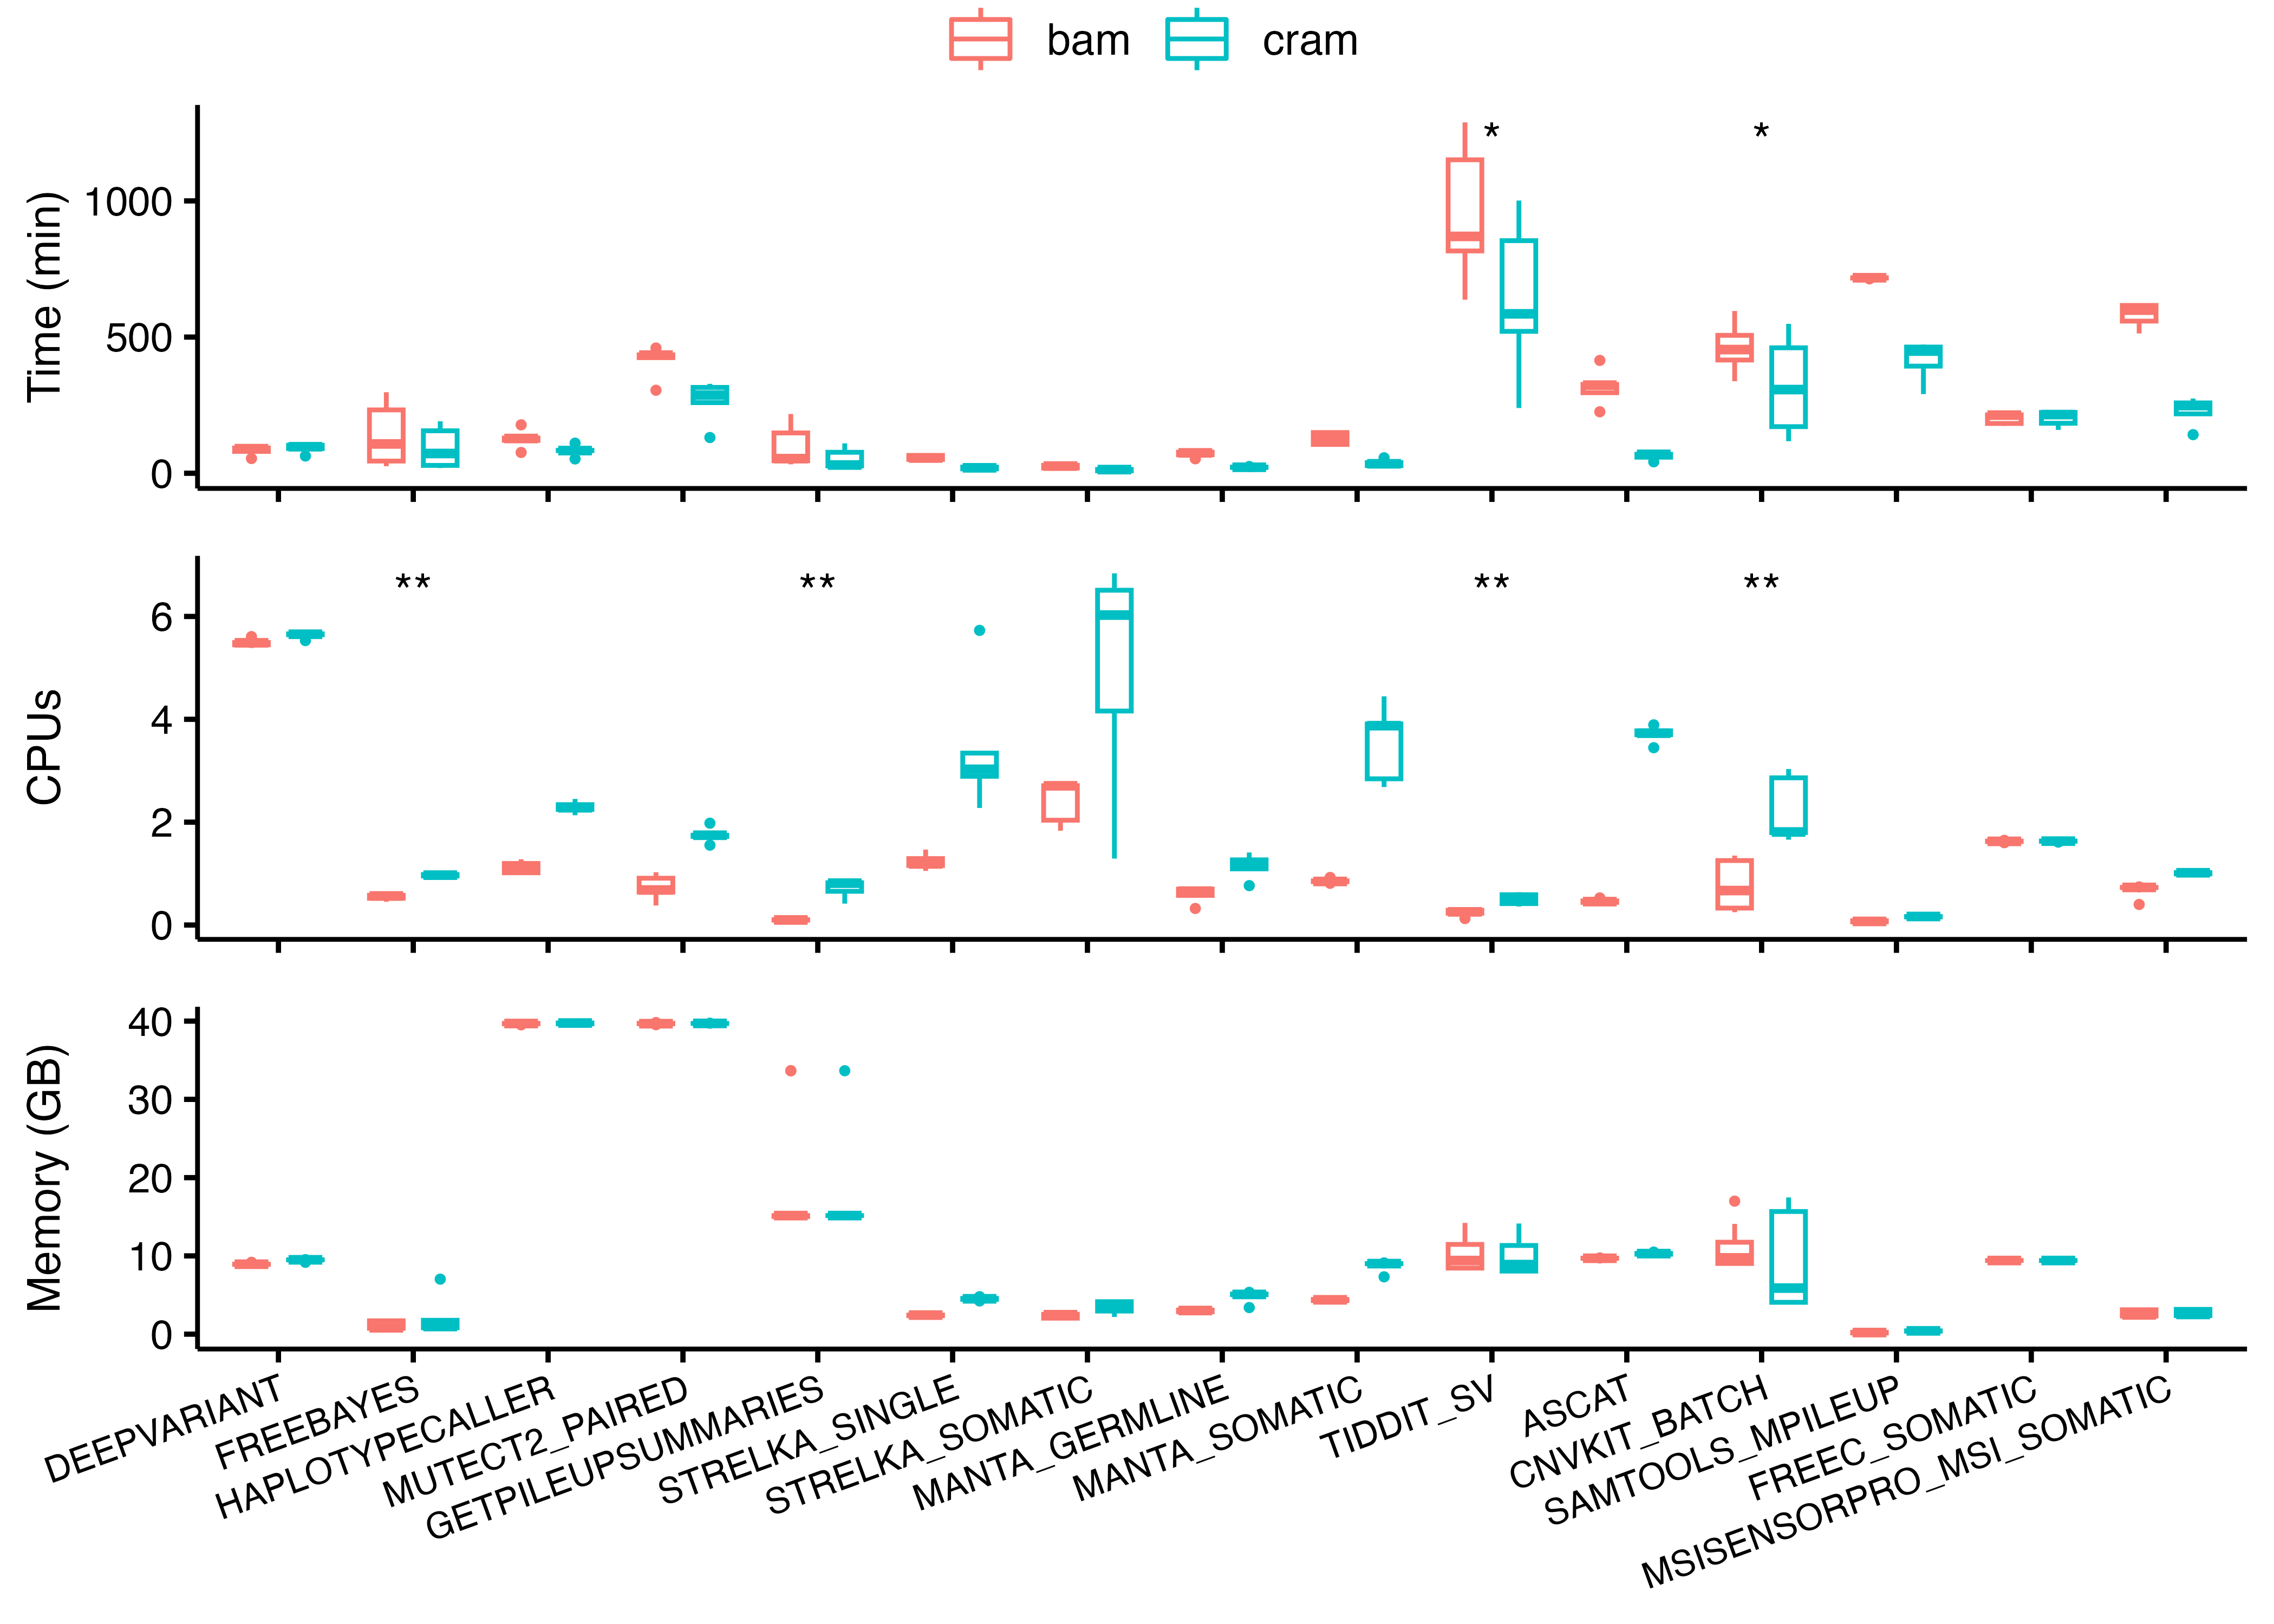 bam cram
* *
Time (min)
1000
500
0
** ** ** **
CPUs
6
4
2
0
Memory (GB)
40
30
20
10
0
DEEPVARIANT
FREEBAYES
HAPLOTYPECALLER
MUTECT2_PAIRED
GETPILEUPSUMMARIES
STRELKA_SINGLE
STRELKA_SOMATIC
MANTA_GERMLINE
MANTA_SOMATIC
TIDDIT_SV
ASCAT
CNVKIT_BATCH
SAMTOOLS_MPILEUP
FREEC_SOMATIC
MSISENSORPRO_MSI_SOMATIC